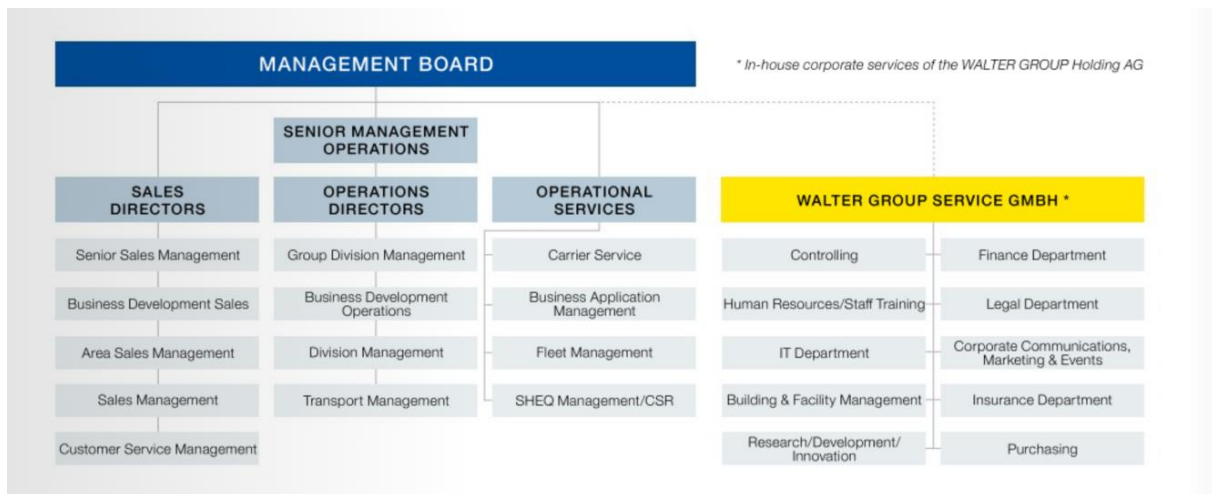 MANAGEMENT BOARD
* In-house corporate services of the WALTER GROUP Holding AG
SENIOR MANAGEMENT
OPERATIONS
SALES
DIRECTORS
OPERATIONS
DIRECTORS
OPERATIONAL
SERVICES
WALTER GROUP SERVICE GMBH *
Senior Sales Management
Group Division Management
Carrier Service
Controlling
Finance Department
Business Development Sales
Business Development
Operations
Business Application
Management
Human Resources/Staff Training
Legal Department
Area Sales Management
Division Management
Fleet Management
IT Department
Corporate Communications,
Marketing & Events
Sales Management
Transport Management
SHEQ Management/CSR
Building & Facility Management
Insurance Department
Customer Service Management
Research/Development/
Innovation
Purchasing